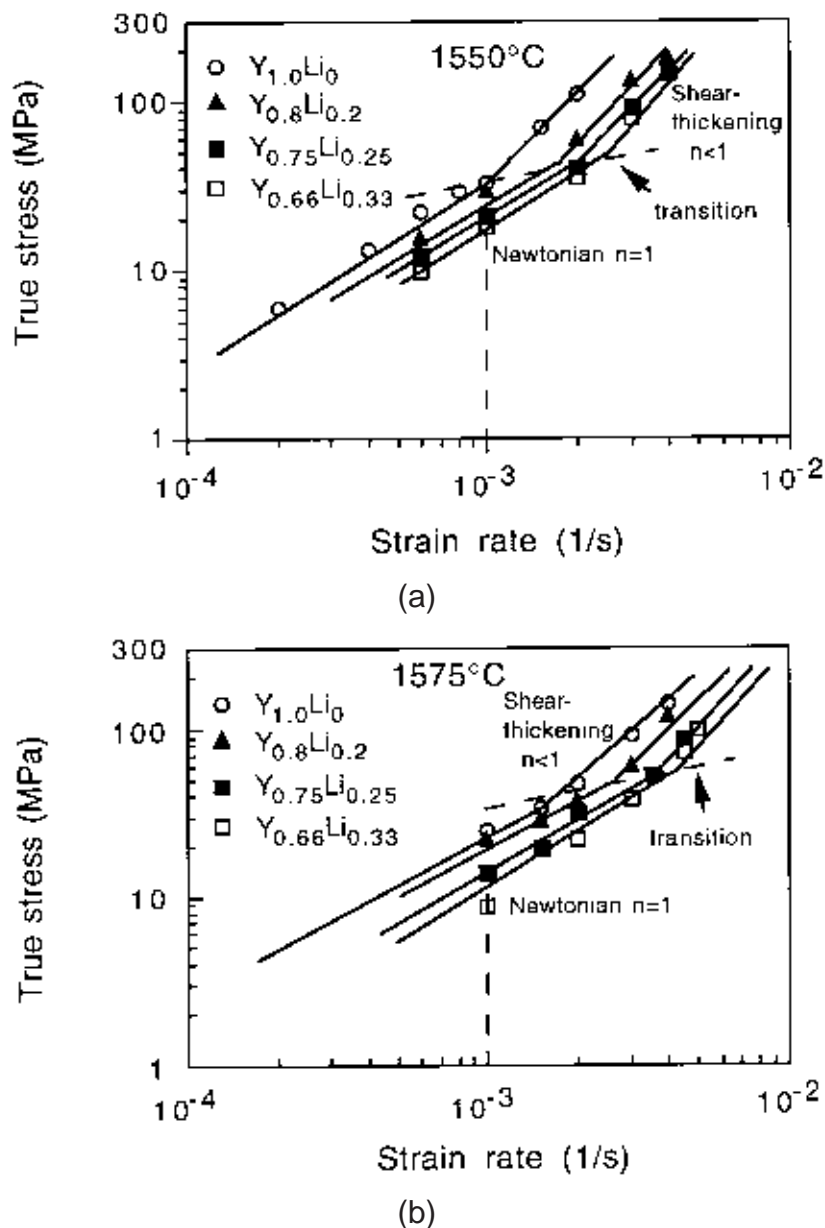 300
1550°C
Y1.0Li0
Y0.8Li0.2
Y0.75Li0.25
Y0.66Li0.33
100
Shear-
thickening
n<1
transition
Newtonian n=1
10
1
10-4
10-3
10-2
True stress (MPa)
Strain rate (1/s)
(a)
300
1575°C
Y1.0Li0
Y0.8Li0.2
Y0.75Li0.25
Y0.66Li0.33
Shear-
thickening
n<1
100
transition
10
Newtonian n=1
1
10-4
10-3
10-2
True stress (MPa)
Strain rate (1/s)
(b)